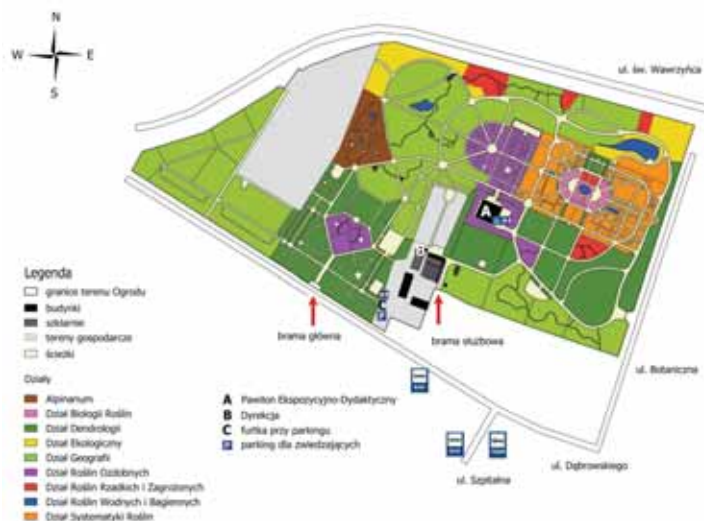 N
W E
S
ul. św. Wawrzyńca
A
B
Legenda
granice terenu Ogrodu
budynki
szklarnie
tereny gospodarcze
ścieżki
brama główna
brama służbowa
ul. Botaniczna
Działy
Alpinarium
Dział Biologii Roślin
Dział Dendrologii
Dział Ekologiczny
Dział Geografii
Dział Roślin Ozdobnych
Dział Roślin Rzadkich i Zagrożonych
Dział Roślin Wodnych i Bagiennych
Dział Systematyki Roślin
A Pawilon Ekspozycyjno-Dydaktyczny
B Dyrekcja
C furtka przy parkingu
parking dla zwiedzających
ul. Dąbrowskiego
ul. Szpitalna